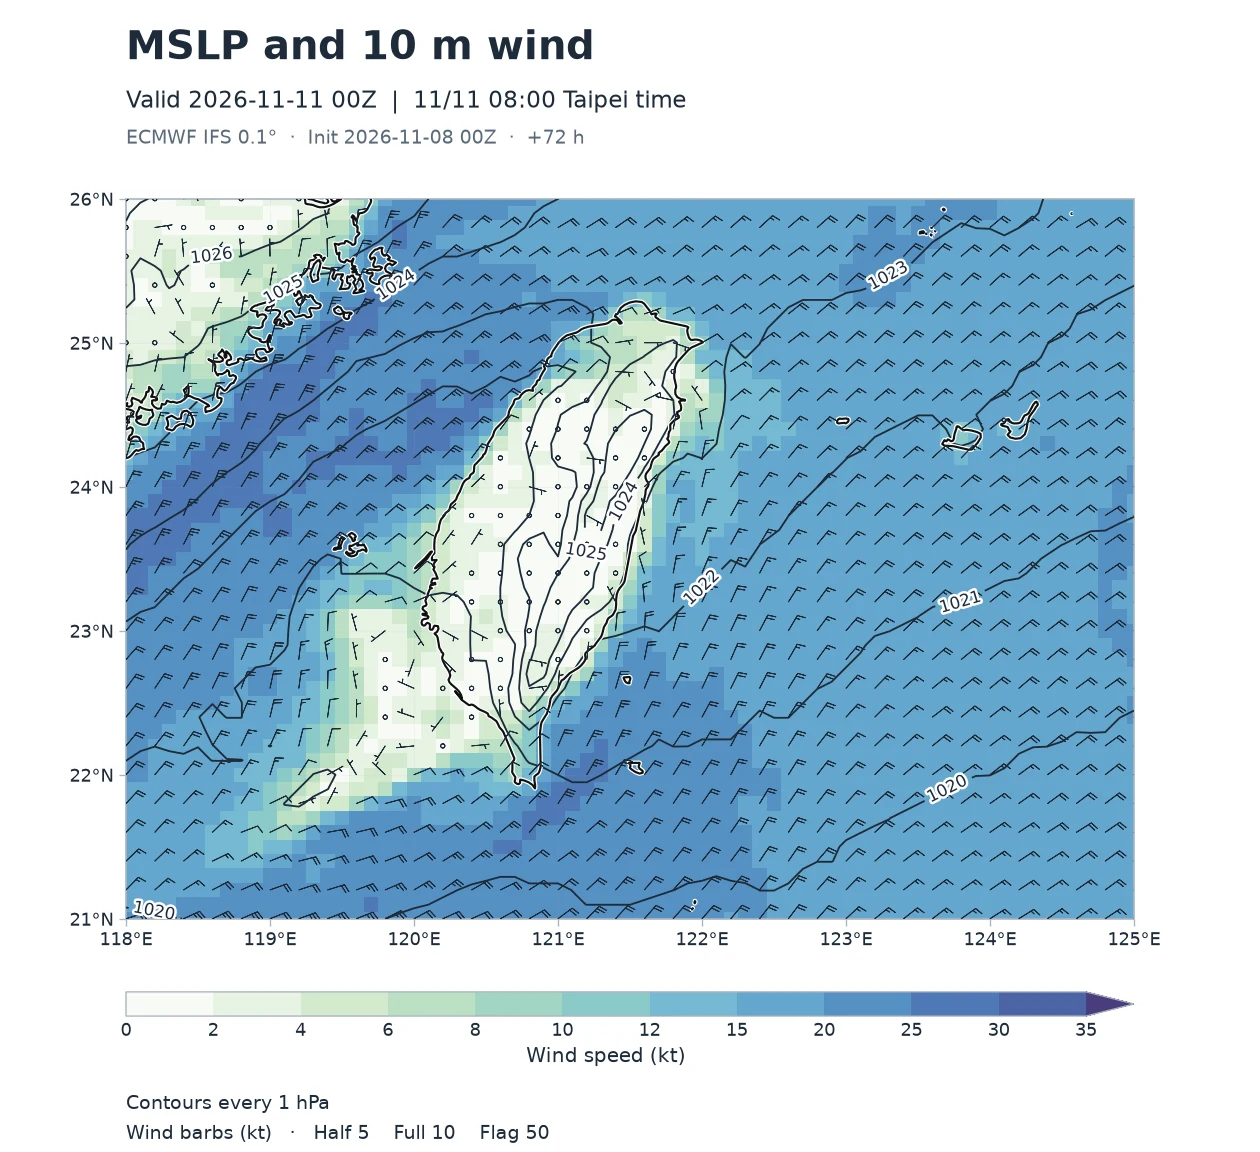 MSLP and 10 m wind
Valid 2026-11-11 00Z | 11/11 08:00 Taipei time
ECMWF IFS 0.1° · Init 2026-11-08 00Z · +72 h
26°N
25°N
24°N
23°N
22°N
21°N
1026
1025
1024
1023
1024
1025
1022
1021
1020
1020
118°E 119°E 120°E 121°E 122°E 123°E 124°E 125°E
0 2 4 6 8 10 12 15 20 25 30 35
Wind speed (kt)
Contours every 1 hPa
Wind barbs (kt) · Half 5 Full 10 Flag 50